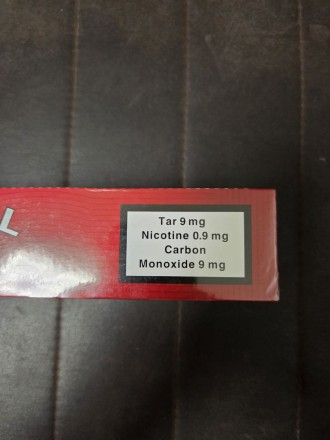 L
Tar 9 mg
Nicotine 0.9 mg
Carbon
Monoxide 9 mg